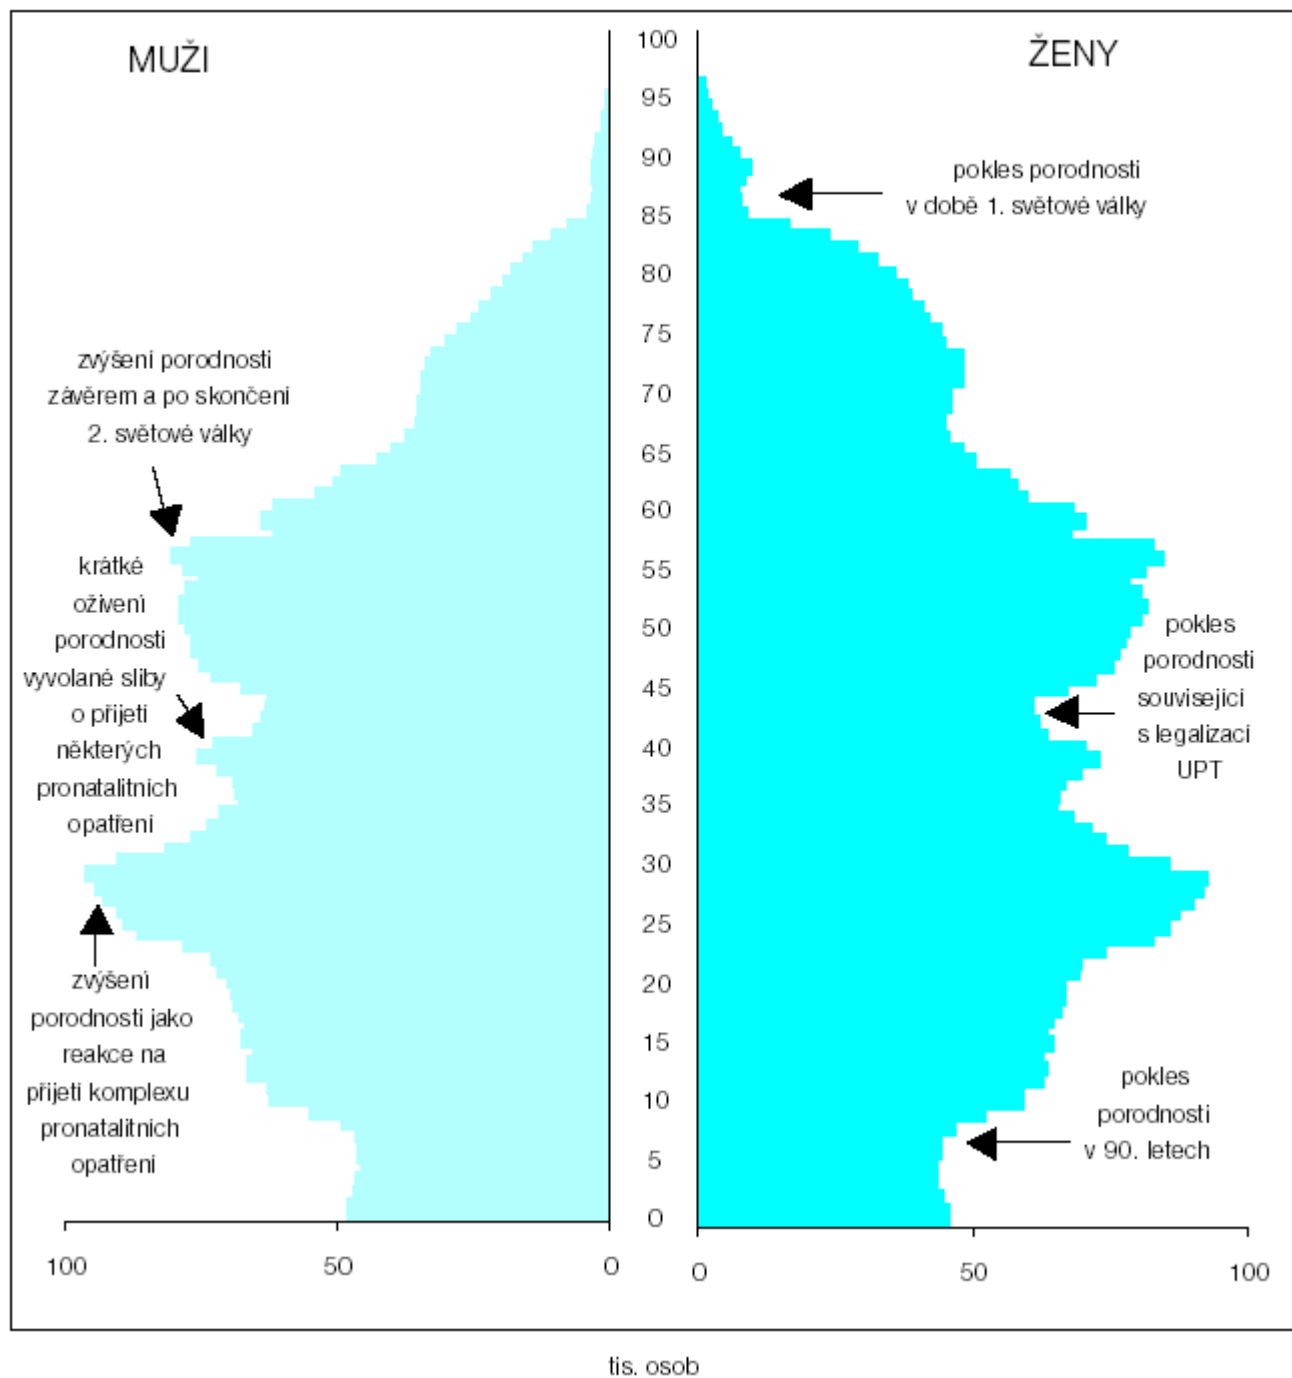 MUŽI
ŽENY
100
95
90
85
80
75
70
65
60
55
50
45
40
35
30
25
20
15
10
5
0
pokles porodnosti
v době 1. světové války
zvýšení porodnosti
závěrem a po skončení
2. světové války
krátké
oživení
porodnosti
vyvolané sliby
o přijetí
některých
pronatalitních
opatření
pokles
porodnosti
související
s legalizací
UPT
zvýšení
porodnosti jako
reakce na
přijetí komplexu
pronatalitních
opatření
pokles
porodnosti
v 90. letech
100
50
0
0
50
100
tis. osob